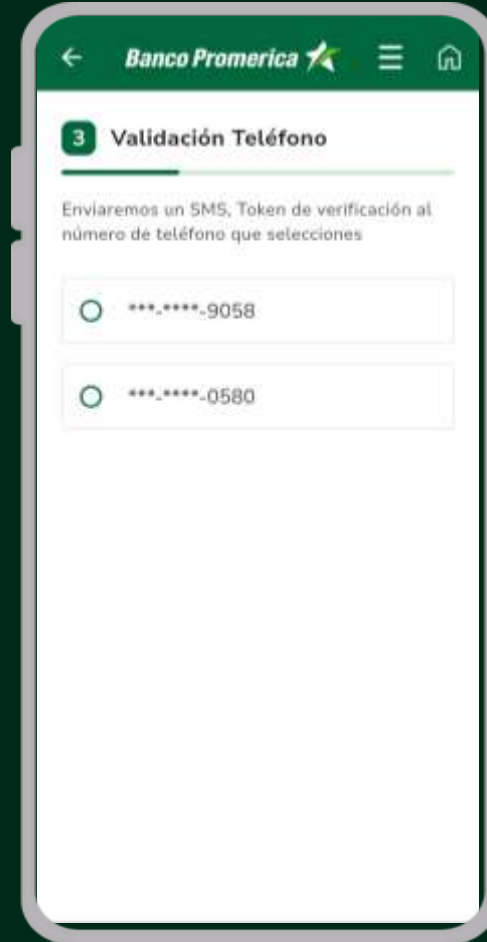 Banco Promerica
3 Validación Teléfono
Enviaremos un SMS, Token de verificación al
número de teléfono que selecciones
***-****-9058
***-****-0580